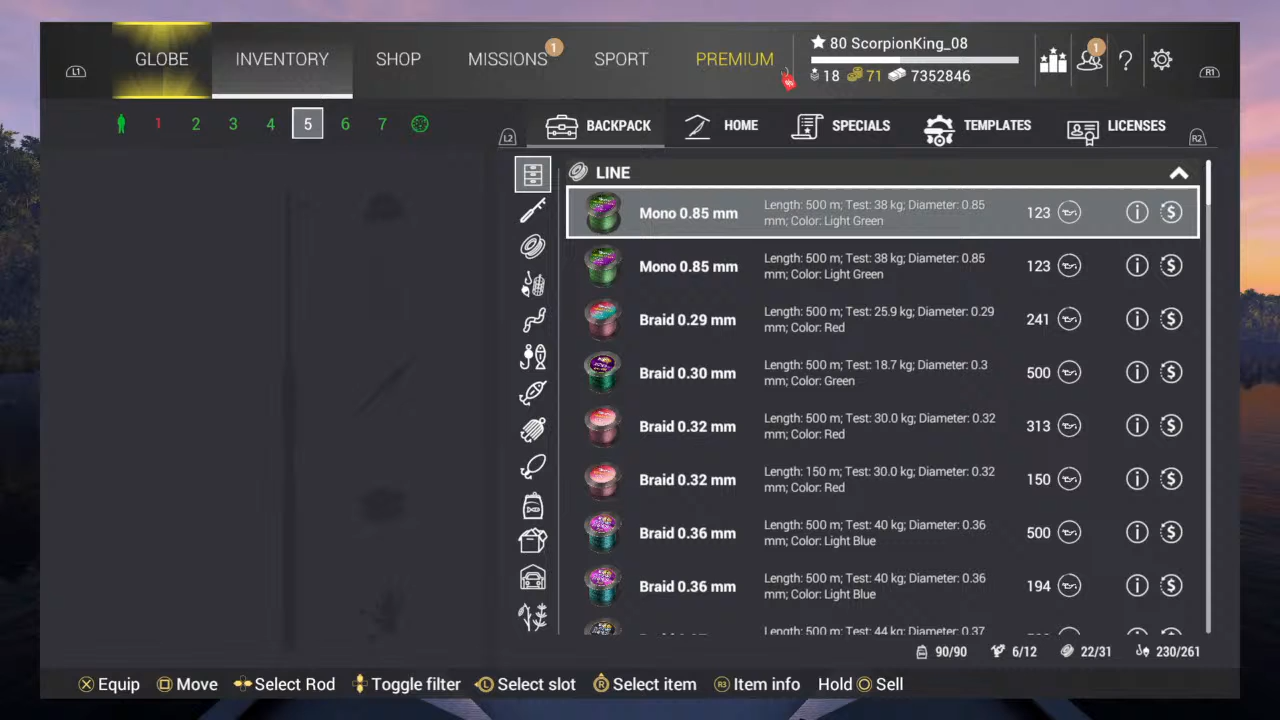 GLOBE INVENTORY SHOP MISSIONS 1 SPORT PREMIUM
80 ScorpionKing_08 1
18 71 7352846
L1 R1
1 2 3 4 5 6 7
L2 BACKPACK HOME SPECIALS TEMPLATES LICENSES R2
LINE
Mono 0.85 mm Length: 500 m; Test: 38 kg; Diameter: 0.85
mm; Color: Light Green 123
Mono 0.85 mm Length: 500 m; Test: 38 kg; Diameter: 0.85
mm; Color: Light Green 123
Braid 0.29 mm Length: 500 m; Test: 25.9 kg; Diameter: 0.29
mm; Color: Red 241
Braid 0.30 mm Length: 500 m; Test: 18.7 kg; Diameter: 0.3
mm; Color: Green 500
Braid 0.32 mm Length: 500 m; Test: 30.0 kg; Diameter: 0.32
mm; Color: Red 313
Braid 0.32 mm Length: 150 m; Test: 30.0 kg; Diameter: 0.32
mm; Color: Red 150
Braid 0.36 mm Length: 500 m; Test: 40 kg; Diameter: 0.36
mm; Color: Light Blue 500
Braid 0.36 mm Length: 500 m; Test: 40 kg; Diameter: 0.36
mm; Color: Light Blue 194
Length: 500 m; Test: 44 kg; Diameter: 0.37
90/90 6/12 22/31 230/261
Equip Move Select Rod Toggle filter L Select slot R Select item R3 Item info Hold Sell